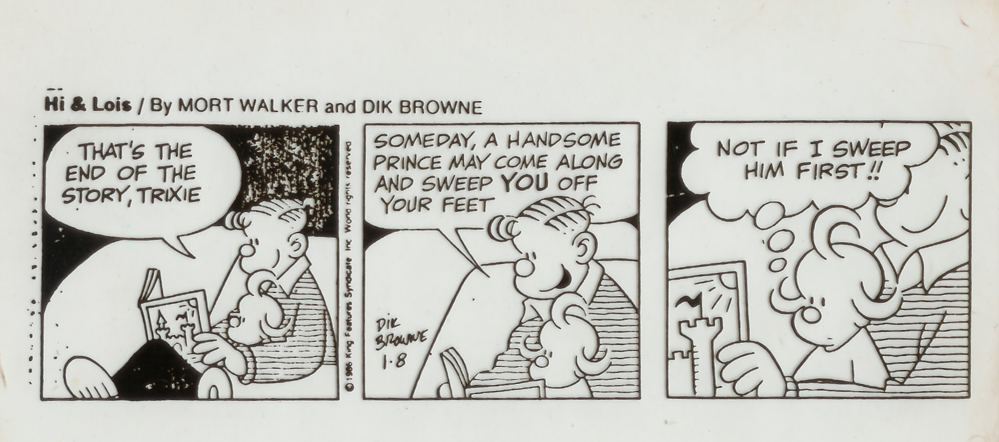 Hi & Lois / By MORT WALKER and DIK BROWNE
THAT'S THE
END OF THE
STORY, TRIXIE
© 1986 King Features Syndicate Inc World rights reserved
SOMEDAY, A HANDSOME
PRINCE MAY COME ALONG
AND SWEEP YOU OFF
YOUR FEET
DIK
BROWNE
1-8
NOT IF I SWEEP
HIM FIRST!!